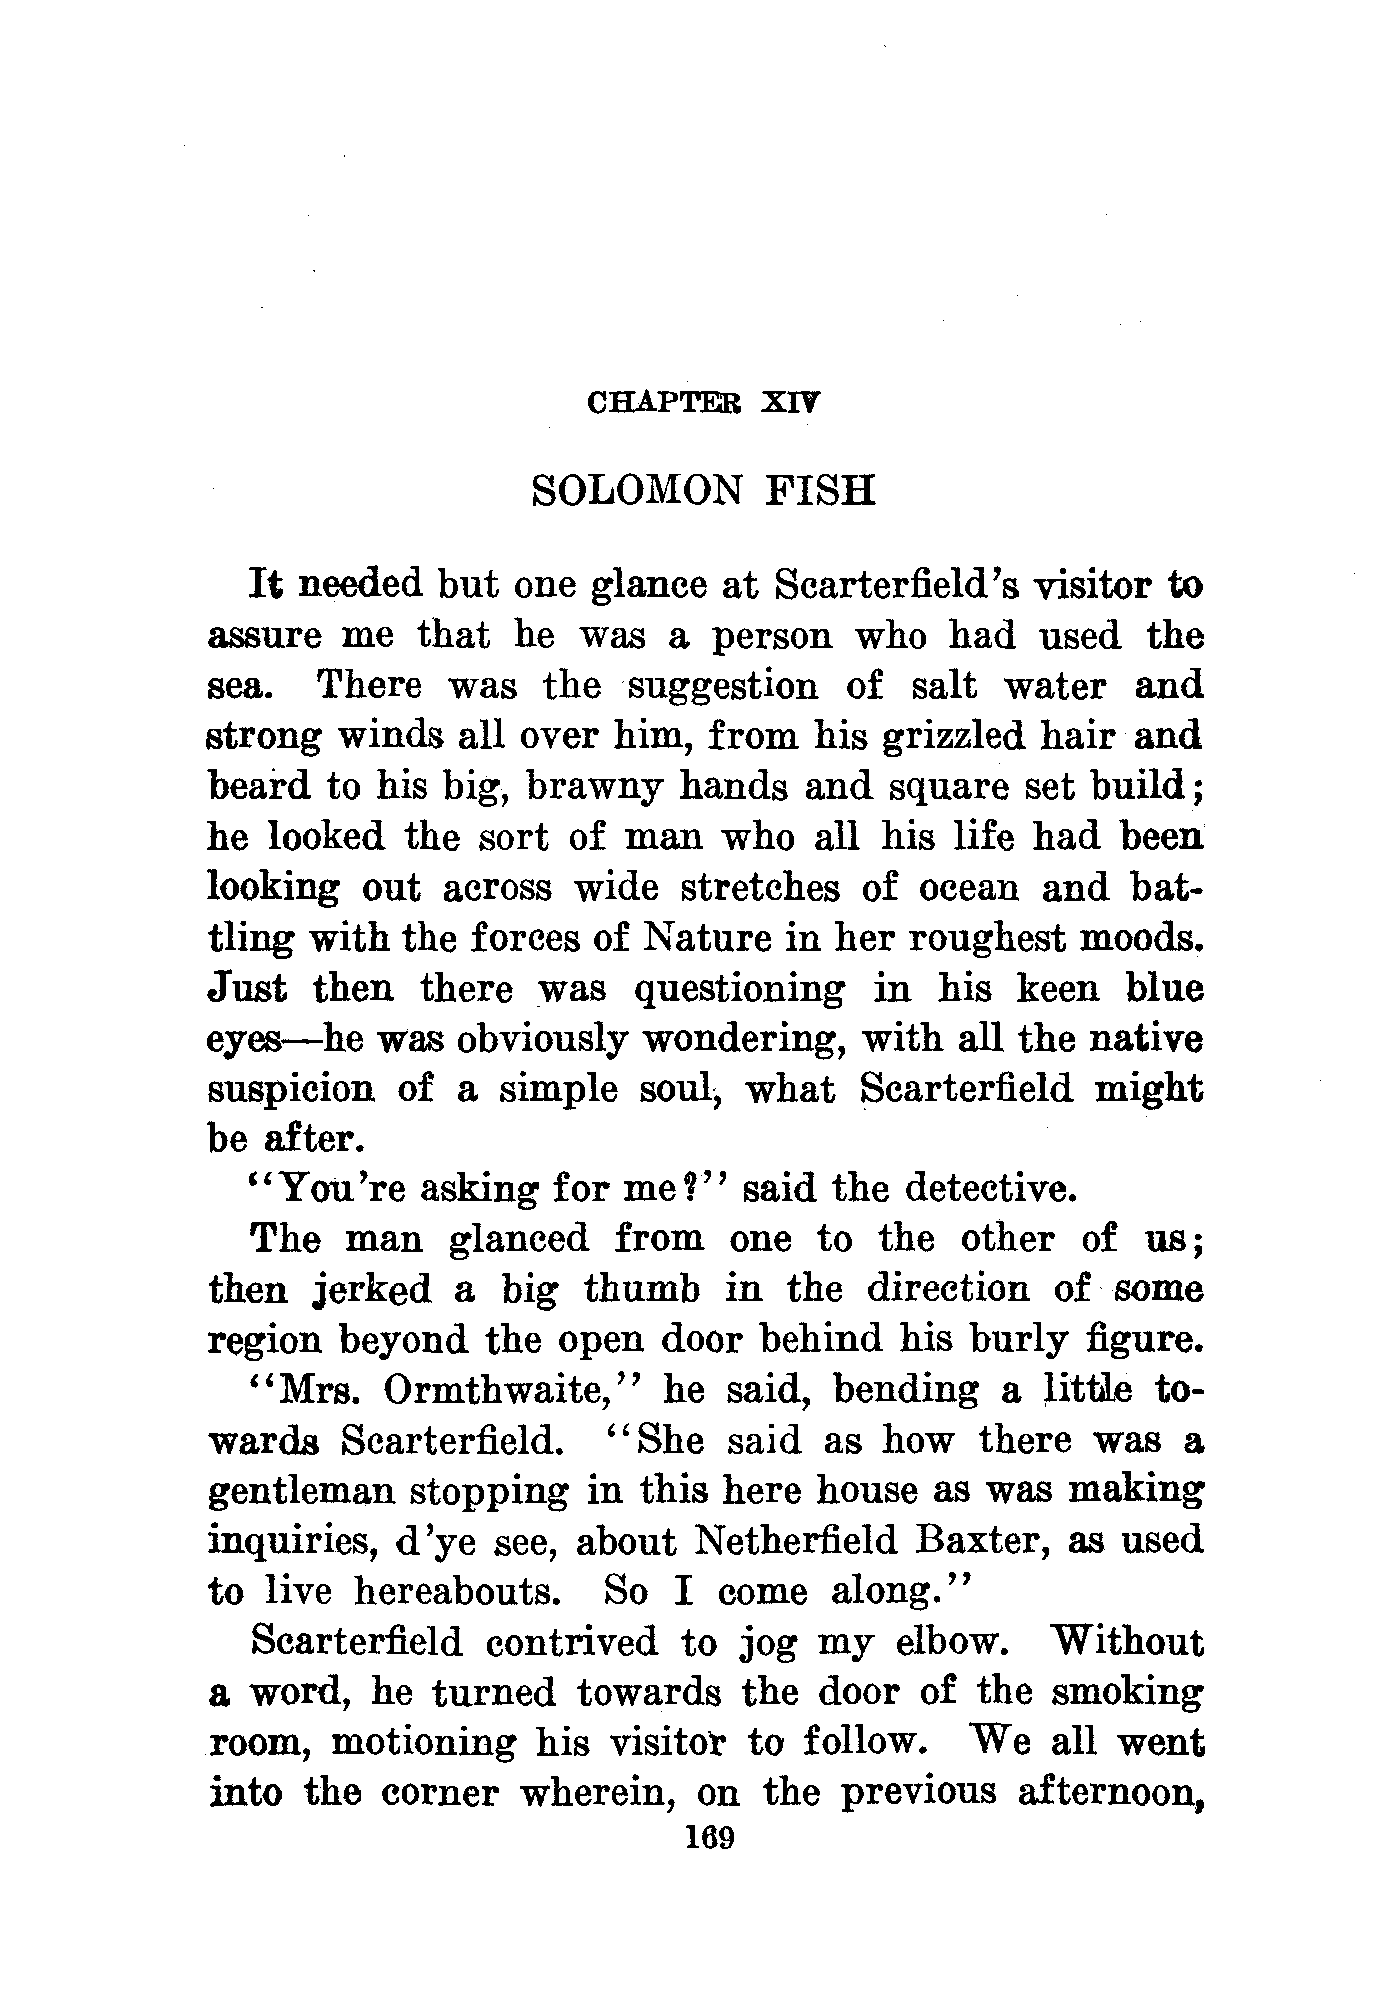 CHAPTER XIV
SOLOMON FISH
It needed but one glance at Scarterfield's visitor to
assure me that he was a person who had used the
sea. There was the suggestion of salt water and
strong winds all over him, from his grizzled hair and
beard to his big, brawny hands and square set build;
he looked the sort of man who all his life had been
looking out across wide stretches of ocean and bat-
tling with the forces of Nature in her roughest moods.
Just then there was questioning in his keen blue
eyes—he was obviously wondering, with all the native
suspicion of a simple soul, what Scarterfield might
be after.
"You're asking for me?" said the detective.
The man glanced from one to the other of us;
then jerked a big thumb in the direction of some
region beyond the open door behind his burly figure.
"Mrs. Ormthwaite," he said, bending a little to-
wards Scarterfield. "She said as how there was a
gentleman stopping in this here house as was making
inquiries, d'ye see, about Netherfield Baxter, as used
to live hereabouts. So I come along."
Scarterfield contrived to jog my elbow. Without
a word, he turned towards the door of the smoking
room, motioning his visitor to follow. We all went
into the corner wherein, on the previous afternoon,
169